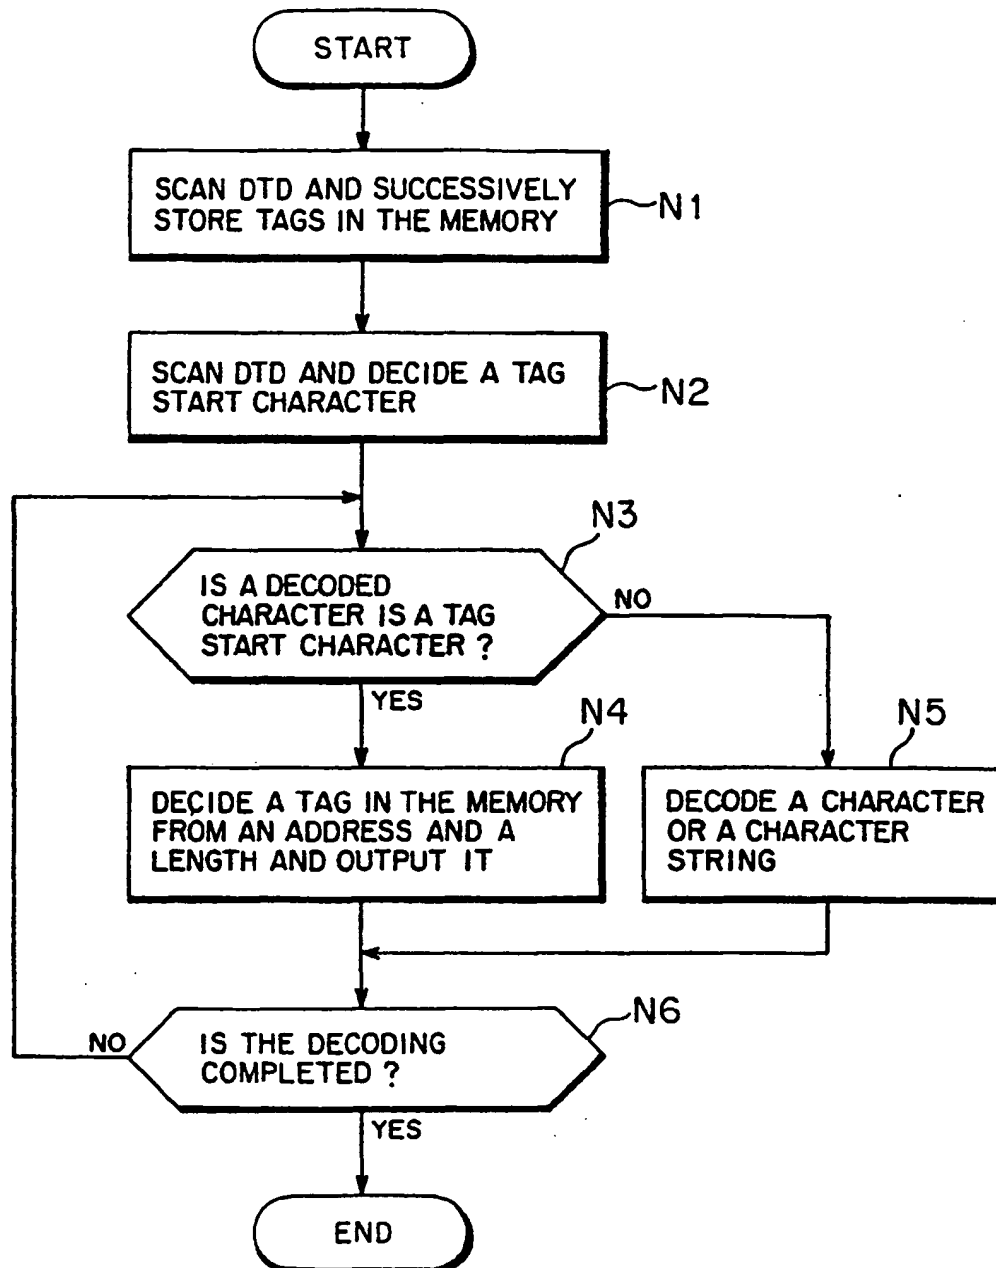 START
SCAN DTD AND SUCCESSIVELY
STORE TAGS IN THE MEMORY
N1
SCAN DTD AND DECIDE A TAG
START CHARACTER
N2
N3
IS A DECODED
CHARACTER IS A TAG
START CHARACTER ?
NO
YES
N4
N5
DECIDE A TAG IN THE MEMORY
FROM AN ADDRESS AND A
LENGTH AND OUTPUT IT
DECODE A CHARACTER
OR A CHARACTER
STRING
N6
NO
IS THE DECODING
COMPLETED ?
YES
END